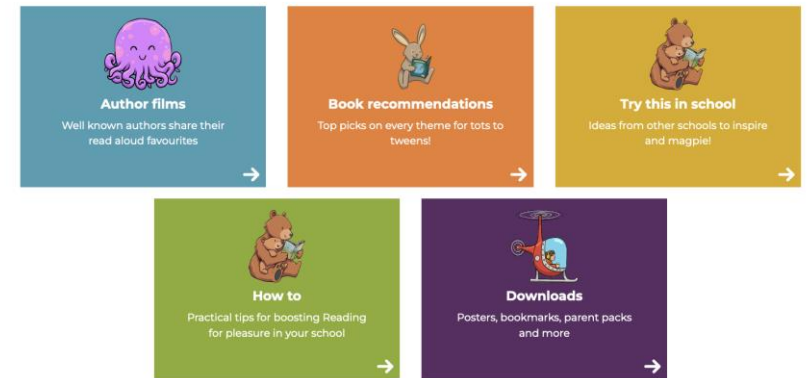 Author films
Well known authors share their
read aloud favourites
Book recommendations
Top picks on every theme for tots to
tweens!
Try this in school
Ideas from other schools to inspire
and magpie!
How to
Practical tips for boosting Reading
for pleasure in your school
Downloads
Posters, bookmarks, parent packs
and more